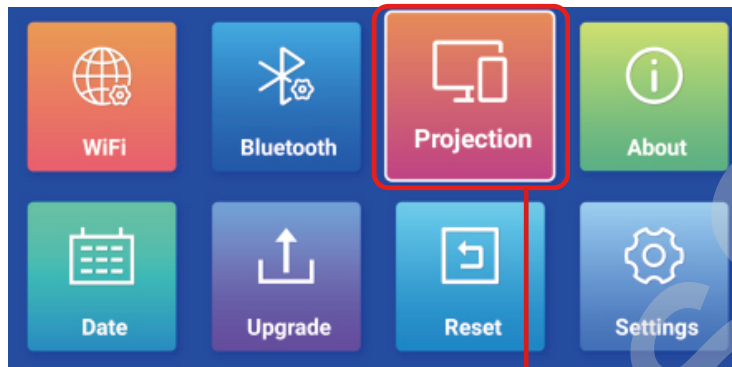 WiFi
Bluetooth
Projection
About
Date
Upgrade
Reset
Settings